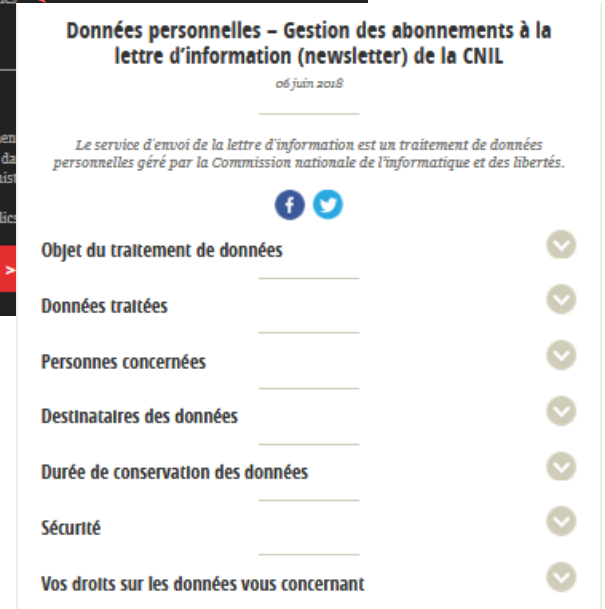 Données personnelles – Gestion des abonnements à la
lettre d'information (newsletter) de la CNIL
06 juin 2018
Le service d'envoi de la lettre d'information est un traitement de données
personnelles géré par la Commission nationale de l'informatique et des libertés.
Objet du traitement de données
Données traitées
Personnes concernées
Destinataires des données
Durée de conservation des données
Sécurité
Vos droits sur les données vous concernant